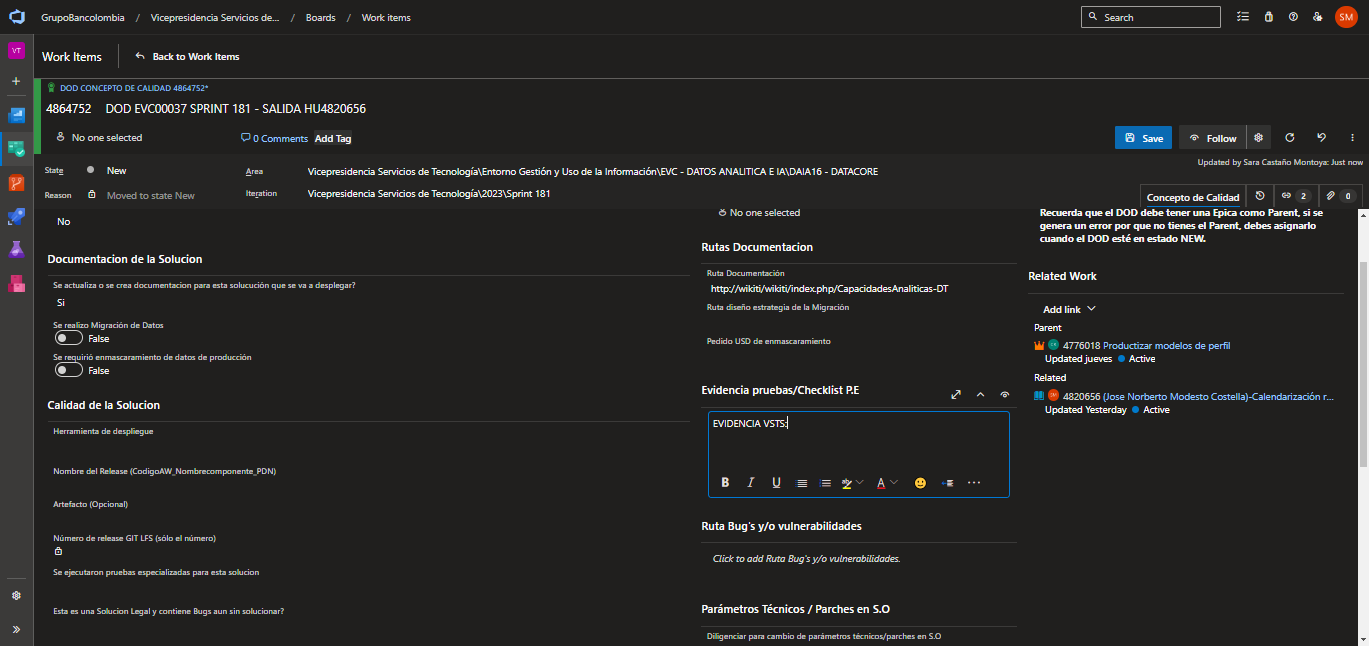 GrupoBancolombia / Vicepresidencia Servicios de... / Boards / Work items
Search
SM
VT
Work Items
Back to Work Items
DOD CONCEPTO DE CALIDAD 4864752*
4864752 DOD EVC00037 SPRINT 181 - SALIDA HU4820656
No one selected
0 Comments
Add Tag
Save
Follow
Updated by Sara Castaño Montoya: Just now
State New
Area Vicepresidencia Servicios de Tecnología\Entorno Gestión y Uso de la Información\EVC - DATOS ANALITICA E IA\DAIA16 - DATACORE
Reason Moved to state New
Iteration Vicepresidencia Servicios de Tecnología\2023\Sprint 181
Concepto de Calidad
2
0
No
Documentacion de la Solucion
Se actualiza o se crea documentacion para esta solucución que se va a desplegar?
Si
Se realizo Migración de Datos
False
Se requirió enmascaramiento de datos de producción
False
Calidad de la Solucion
Herramienta de despliegue
Nombre del Release (CodigoAW_Nombrecomponente_PDN)
Artefacto (Opcional)
Número de release GIT LFS (sólo el número)
Se ejecutaron pruebas especializadas para esta solucion
Esta es una Solucion Legal y contiene Bugs aun sin solucionar?
No one selected
Rutas Documentacion
Ruta Documentación
http://wikiti/wikiti/index.php/CapacidadesAnaliticas-DT
Ruta diseño estrategia de la Migración
Pedido USD de enmascaramiento
Evidencia pruebas/Checklist P.E
EVIDENCIA VSTS:
B I U
A
Ruta Bug's y/o vulnerabilidades
Click to add Ruta Bug's y/o vulnerabilidades.
Parámetros Técnicos / Parches en S.O
Diligenciar para cambio de parámetros técnicos/parches en S.O
Recuerda que el DOD debe tener una Epica como Parent, si se
genera un error por que no tienes el Parent, debes asignarlo
cuando el DOD esté en estado NEW.
Related Work
Add link
Parent
4776018 Productizar modelos de perfil
Updated jueves Active
Related
SM 4820656 (Jose Norberto Modesto Costella)-Calendarización r...
Updated Yesterday Active